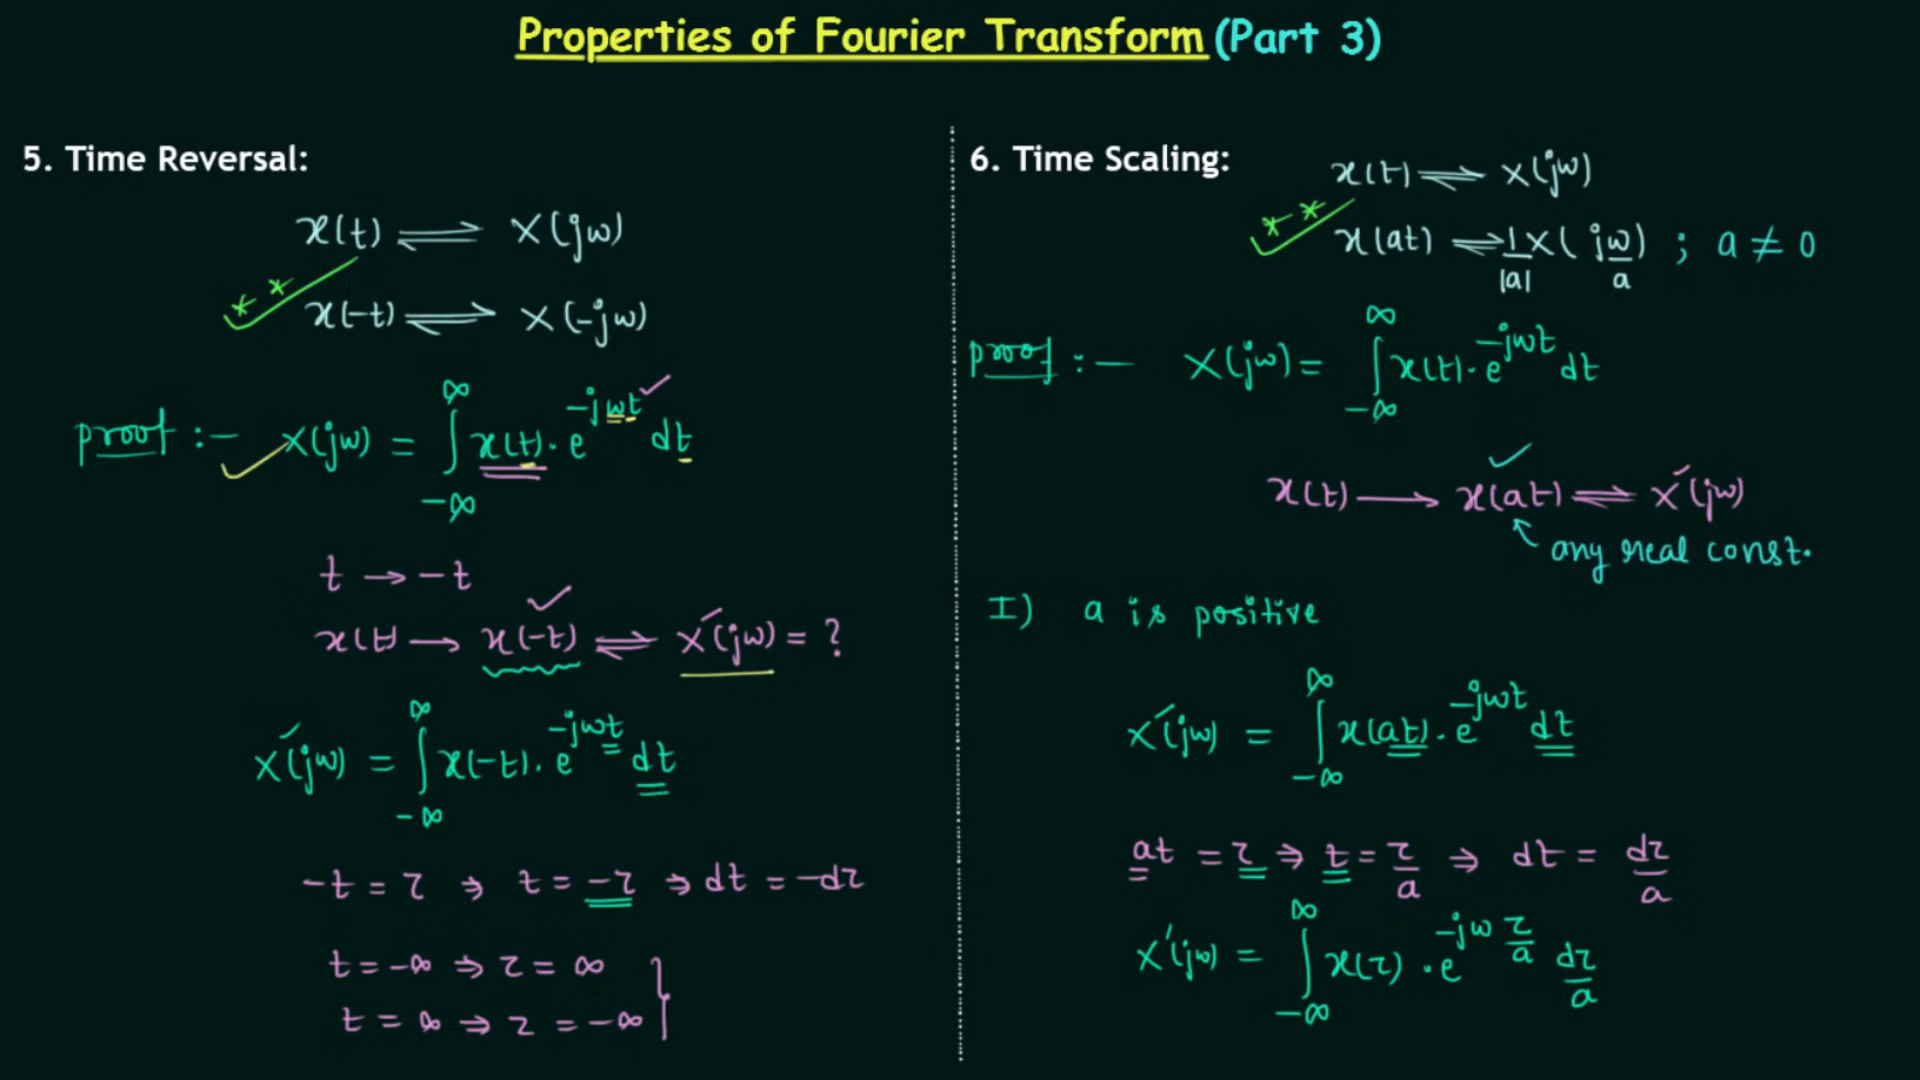 Properties of Fourier Transform (Part 3)
5. Time Reversal:
x(t) ⇌ X(jω)
** x(-t) ⇌ X(-jω)
proof :- X(jω) = ∫_{-∞}^{∞} x(t) · e^{-jωt} dt
t → -t
x(t) → x(-t) ⇌ X'(jω) = ?
X'(jω) = ∫_{-∞}^{∞} x(-t) · e^{-jωt} dt
-t = τ ⇒ t = -τ ⇒ dt = -dτ
t = -∞ ⇒ τ = ∞
t = ∞ ⇒ τ = -∞
6. Time Scaling:
x(t) ⇌ X(jω)
** x(at) ⇌ 1/|a| X(jω/a) ; a ≠ 0
proof :- X(jω) = ∫_{-∞}^{∞} x(t) · e^{-jωt} dt
x(t) → x(at) ⇌ X'(jω)
any real const.
I) a is positive
X'(jω) = ∫_{-∞}^{∞} x(at) · e^{-jωt} dt
at = τ ⇒ t = τ/a ⇒ dt = dτ/a
X'(jω) = ∫_{-∞}^{∞} x(τ) · e^{-jω τ/a} dτ/a